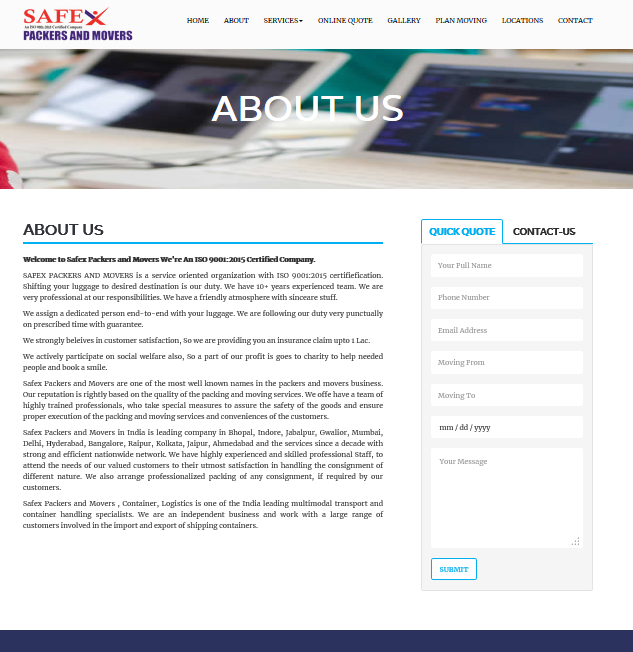 SAFEX
An ISO 9001:2015 Certified Company
PACKERS AND MOVERS
HOME ABOUT SERVICES ONLINE QUOTE GALLERY PLAN MOVING LOCATIONS CONTACT
ABOUT US
ABOUT US
Welcome to Safex Packers and Movers We're An ISO 9001:2015 Certified Company.
SAPEX PACKERS AND MOVERS is a service oriented organization with ISO 9001:2015 certifiefication.
Shifting your luggage to desired destination is our duty. We have 10+ years experienced team. We are
very professional at our responsibilities. We have a friendly atmosphere with sinceare stuff.
We assign a dedicated person end-to-end with your luggage. We are following our duty very punctually
on prescribed time with guarantee.
We strongly beleives in customer satisfaction, So we are providing you an insurance claim upto 1 Lac.
We actively participate on social welfare also, So a part of our profit is goes to charity to help needed
people and book a smile.
Safex Packers and Movers are one of the most well known names in the packers and movers business.
Our reputation is rightly based on the quality of the packing and moving services. We offe have a team of
highly trained professionals, who take special measures to assure the safety of the goods and ensure
proper execution of the packing and moving services and conveniences of the customers.
Safex Packers and Movers in India is leading company in Bhopal, Indore, Jabalpur, Gwalior, Mumbai,
Delhi, Hyderabad, Bangalore, Raipur, Kolkata, Jaipur, Ahmedabad and the services since a decade with
strong and efficient nationwide network. We have highly experienced and skilled professional Staff, to
attend the needs of our valued customers to their utmost satisfaction in handling the consignment of
different nature. We also arrange professionalized packing of any consignment, if required by our
customers.
Safex Packers and Movers , Container, Logistics is one of the India leading multimodal transport and
container handling specialists. We are an independent business and work with a large range of
customers involved in the import and export of shipping containers.
QUICK QUOTE CONTACT-US
Your Full Name
Phone Number
Email Address
Moving From
Moving To
mm / dd / yyyy
Your Message
SUBMIT